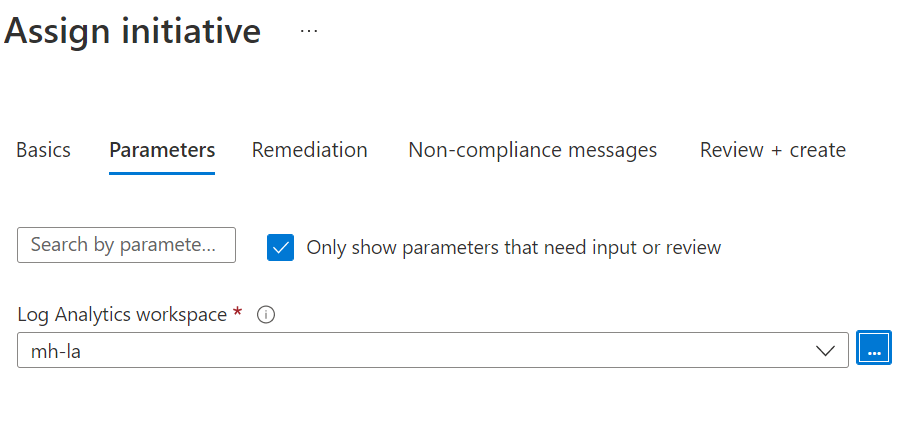 Assign initiative ...
Basics Parameters Remediation Non-compliance messages Review + create
Search by paramete... Only show parameters that need input or review
Log Analytics workspace *
mh-la ...